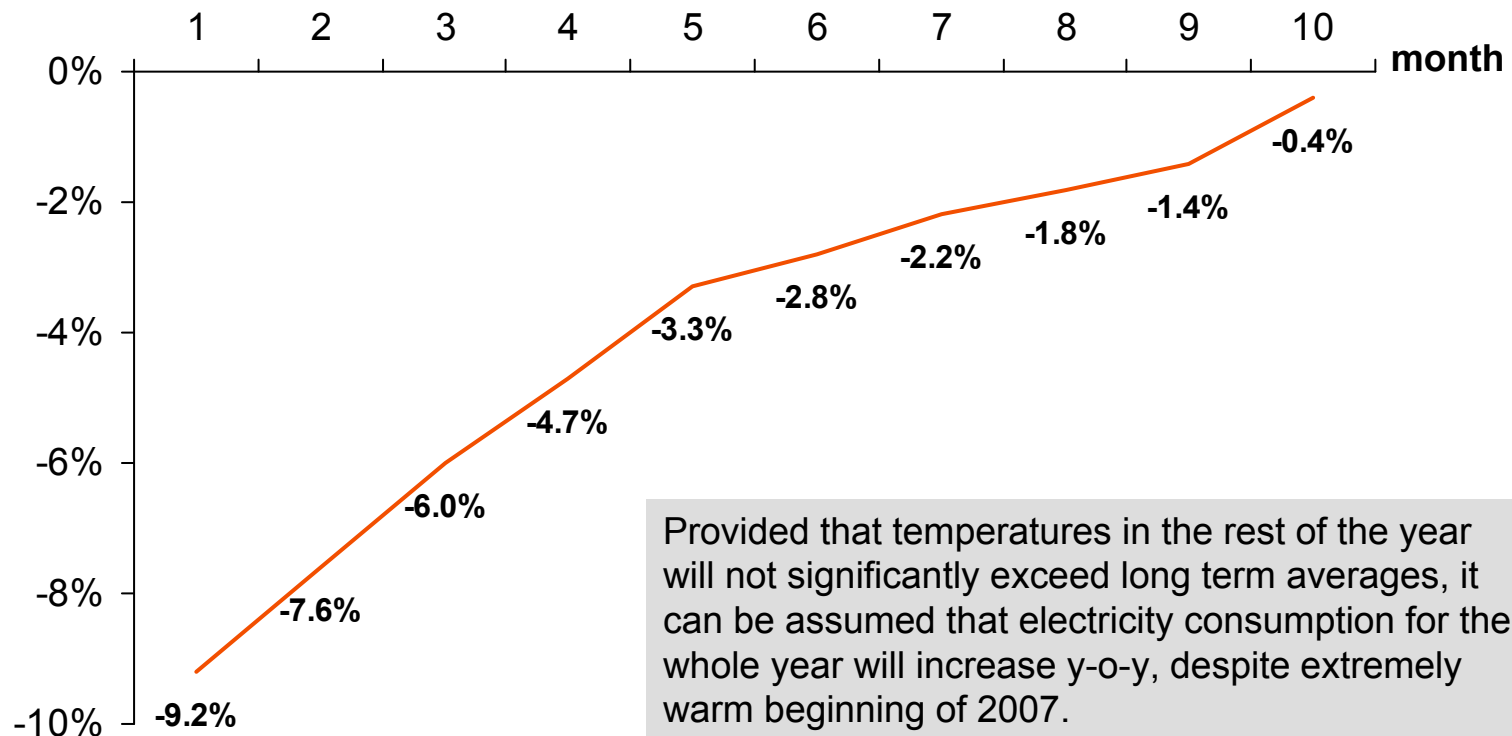 1 2 3 4 5 6 7 8 9 10
month
0%
-2%
-4%
-6%
-8%
-10%
-9.2%
-7.6%
-6.0%
-4.7%
-3.3%
-2.8%
-2.2%
-1.8%
-1.4%
-0.4%
Provided that temperatures in the rest of the year
will not significantly exceed long term averages, it
can be assumed that electricity consumption for the
whole year will increase y-o-y, despite extremely
warm beginning of 2007.